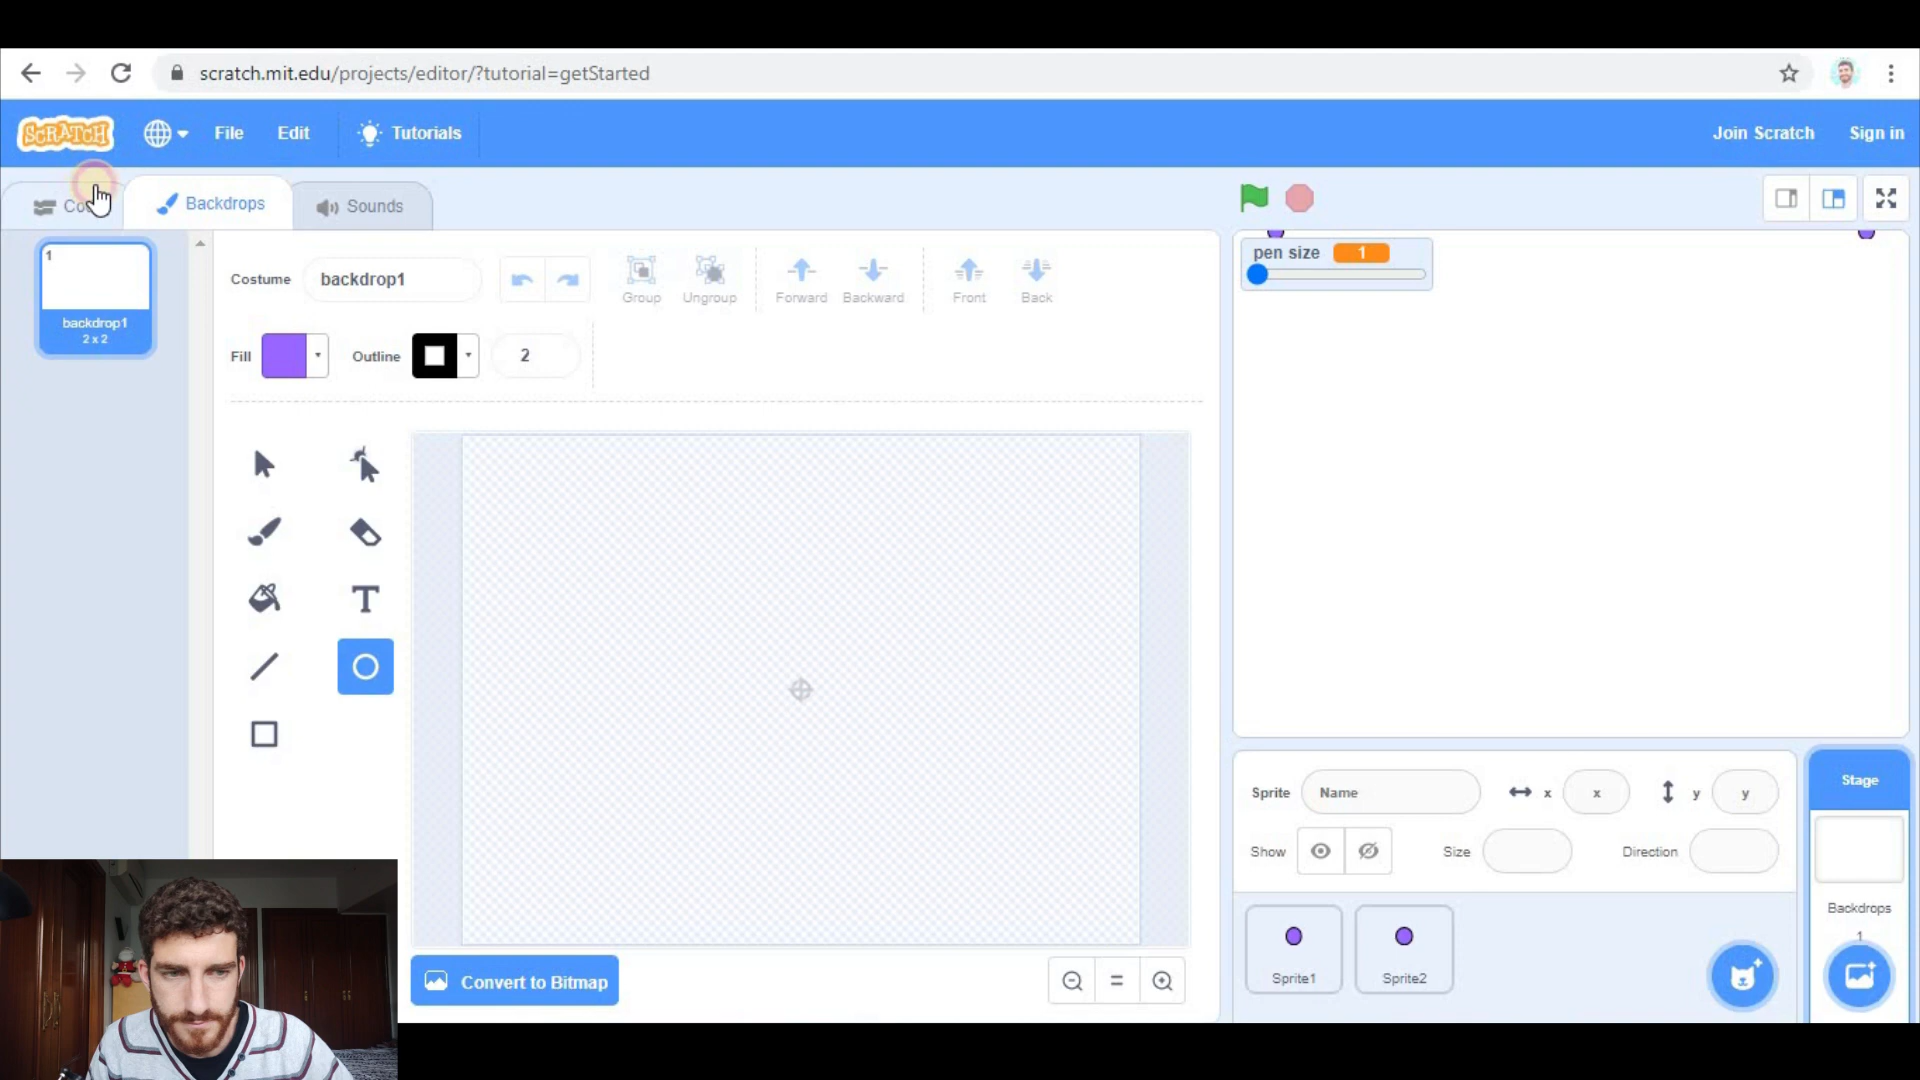 scratch.mit.edu/projects/editor/?tutorial=getStarted
SCRATCH File Edit Tutorials Join Scratch Sign in
Backdrops Sounds
1
backdrop1
2 x 2
Costume backdrop1 Group Ungroup Forward Backward Front Back
Fill Outline 2
T
Convert to Bitmap
pen size 1
Sprite Name x x y y
Show Size Direction
Sprite1 Sprite2
Stage
Backdrops
1